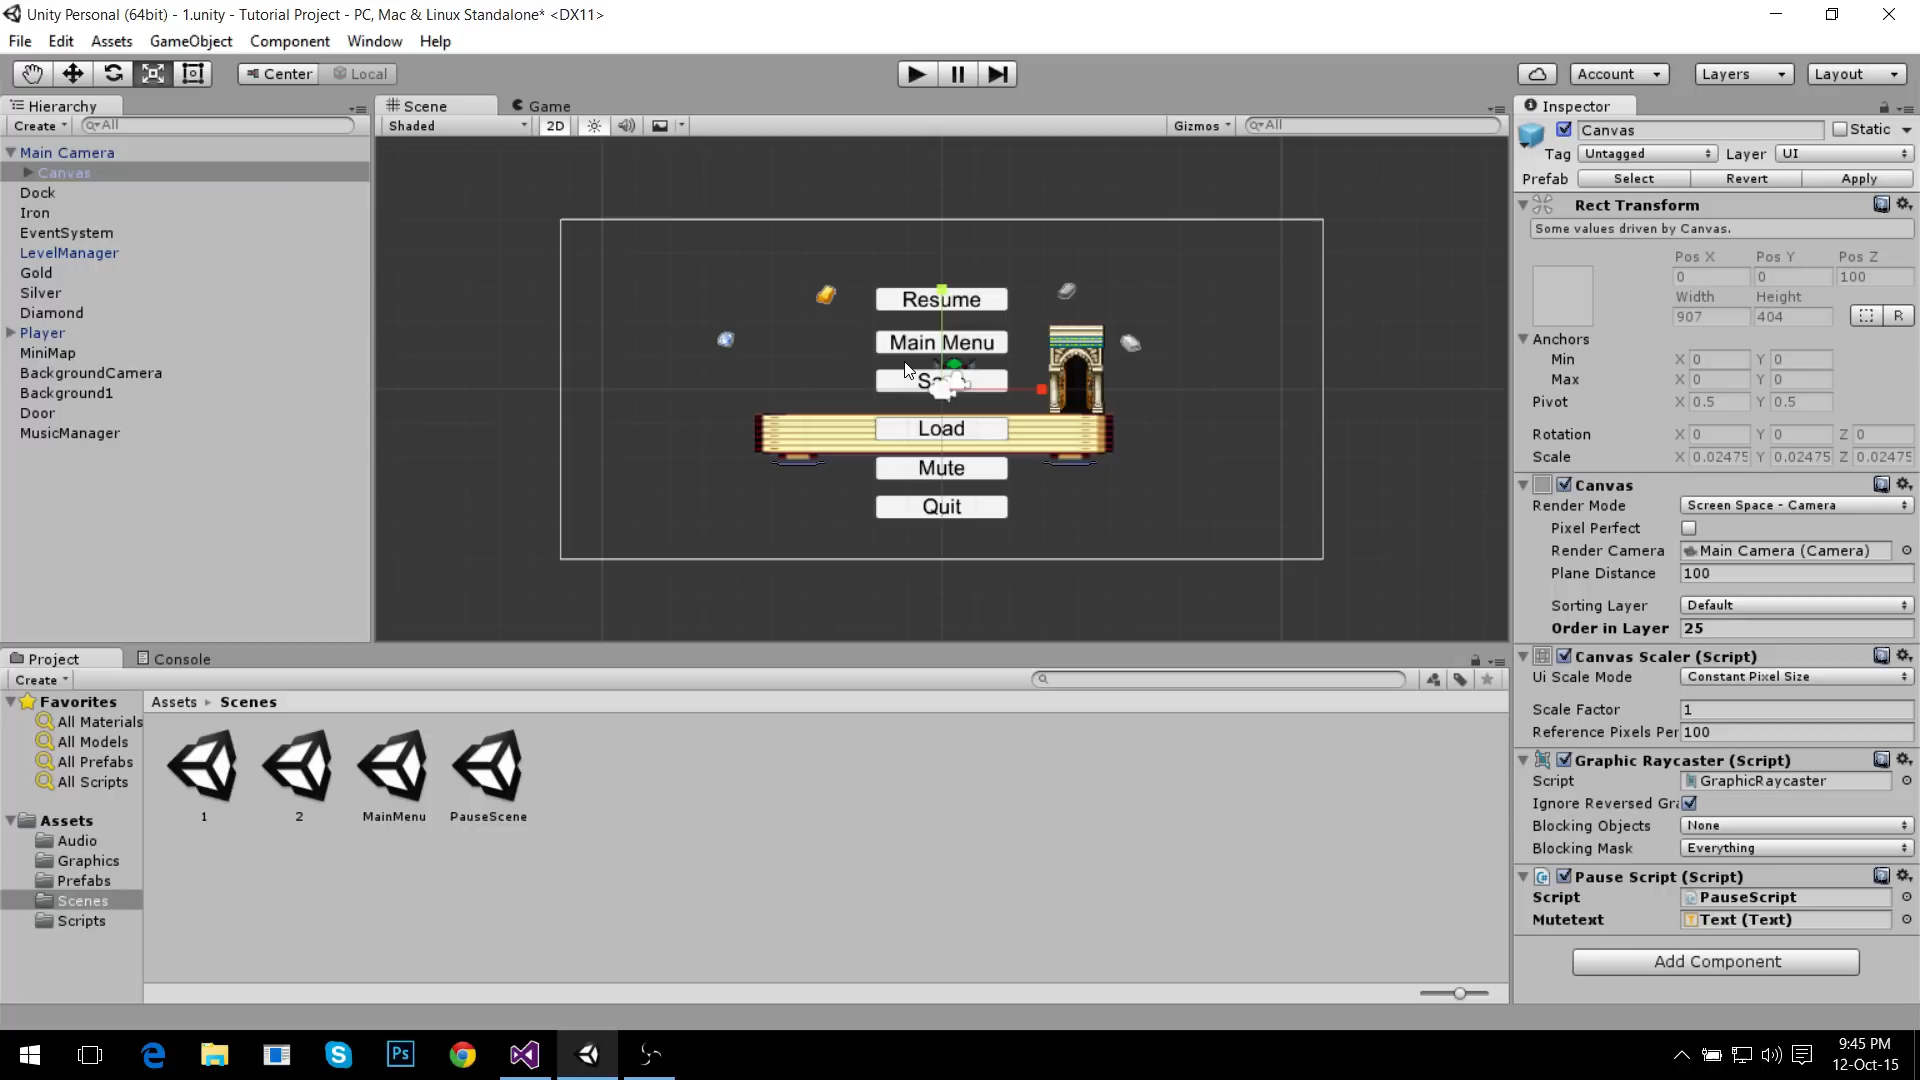 Unity Personal (64bit) - 1.unity - Tutorial Project - PC, Mac & Linux Standalone* <DX11>
File Edit Assets GameObject Component Window Help
Center Local
Account Layers Layout
Hierarchy
Create All
Main Camera
Canvas
Dock
Iron
EventSystem
LevelManager
Gold
Silver
Diamond
Player
MiniMap
BackgroundCamera
Background1
Door
MusicManager
Scene Game
Shaded 2D Gizmos All
Resume
Main Menu
Load
Mute
Quit
Inspector
Canvas Static
Tag Untagged Layer UI
Prefab Select Revert Apply
Rect Transform
Some values driven by Canvas.
Pos X Pos Y Pos Z
0 0 100
Width Height
907 404 R
Anchors
Min X 0 Y 0
Max X 0 Y 0
Pivot X 0.5 Y 0.5
Rotation X 0 Y 0 Z 0
Scale X 0.02475 Y 0.02475 Z 0.02475
Canvas
Render Mode Screen Space - Camera
Pixel Perfect
Render Camera Main Camera (Camera)
Plane Distance 100
Sorting Layer Default
Order in Layer 25
Canvas Scaler (Script)
Ui Scale Mode Constant Pixel Size
Scale Factor 1
Reference Pixels Per 100
Graphic Raycaster (Script)
Script GraphicRaycaster
Ignore Reversed Gra
Blocking Objects None
Blocking Mask Everything
Pause Script (Script)
Script PauseScript
Mutetext Text (Text)
Add Component
Project Console
Create
Favorites
All Materials
All Models
All Prefabs
All Scripts
Assets
Audio
Graphics
Prefabs
Scenes
Scripts
Assets Scenes
1 2 MainMenu PauseScene
Ps
9:45 PM
12-Oct-15